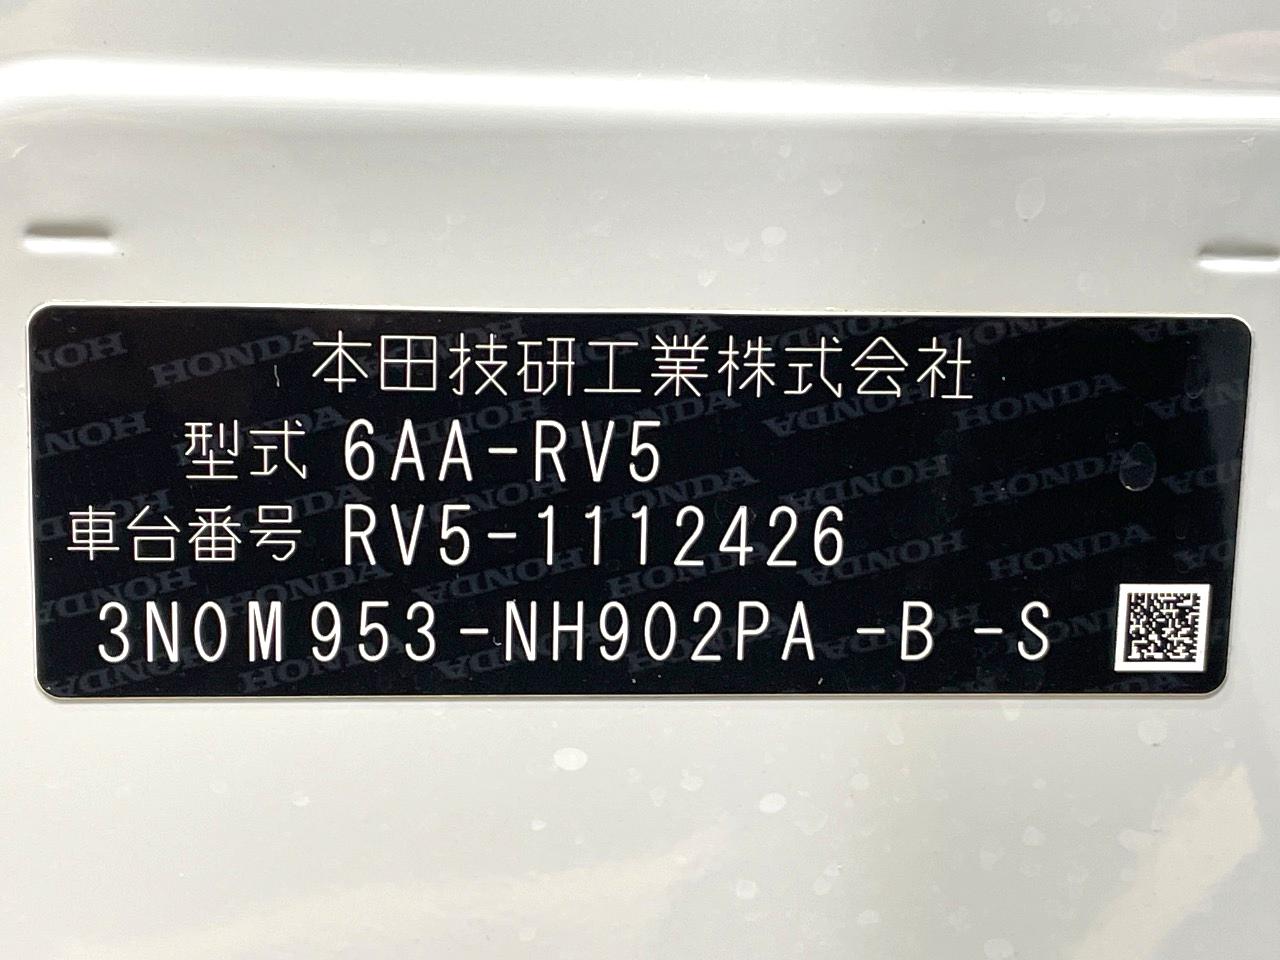 本田技研工業株式会社
型式 6AA-RV5
車台番号 RV5-1112426
3N0M953-NH902PA -B -S